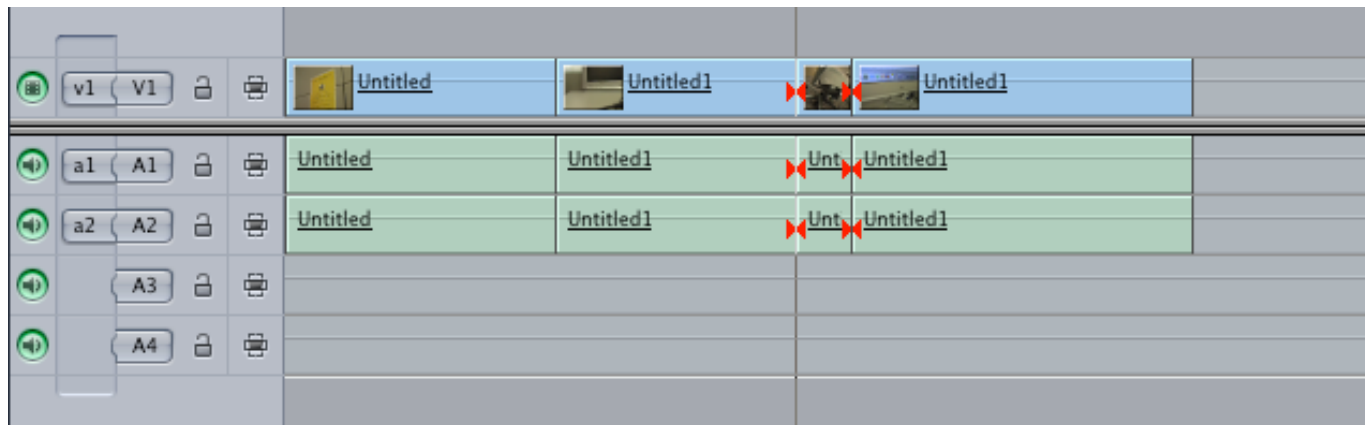 v1 V1 Untitled Untitled1 Untitled1
a1 A1 Untitled Untitled1 Unt Untitled1
a2 A2 Untitled Untitled1 Unt Untitled1
A3
A4